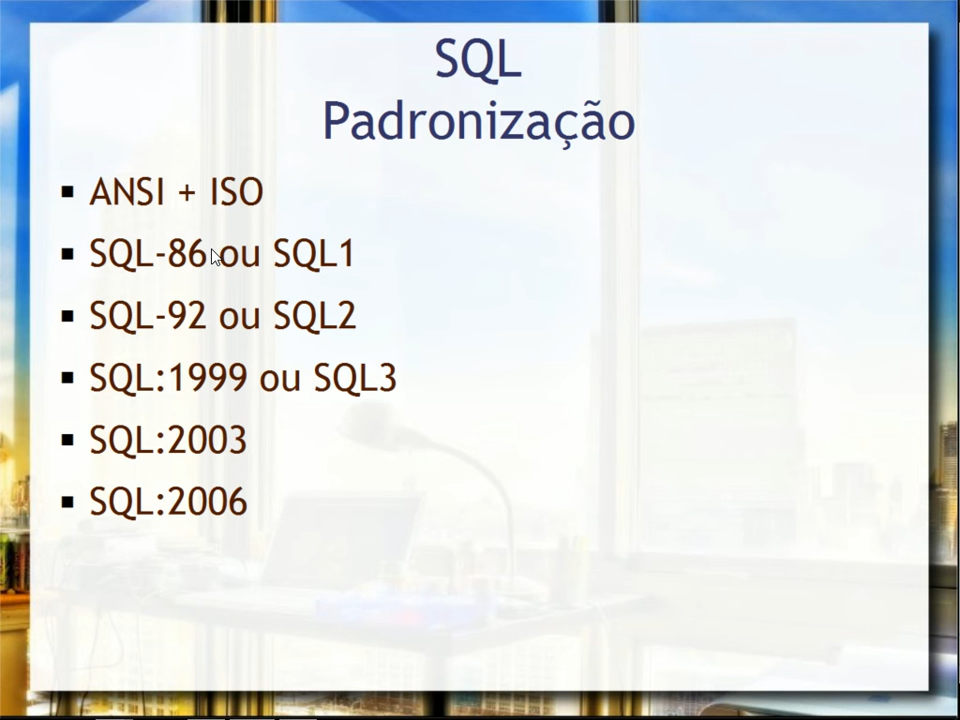 SQL
Padronização
ANSI + ISO
SQL-86 ou SQL1
SQL-92 ou SQL2
SQL:1999 ou SQL3
SQL:2003
SQL:2006